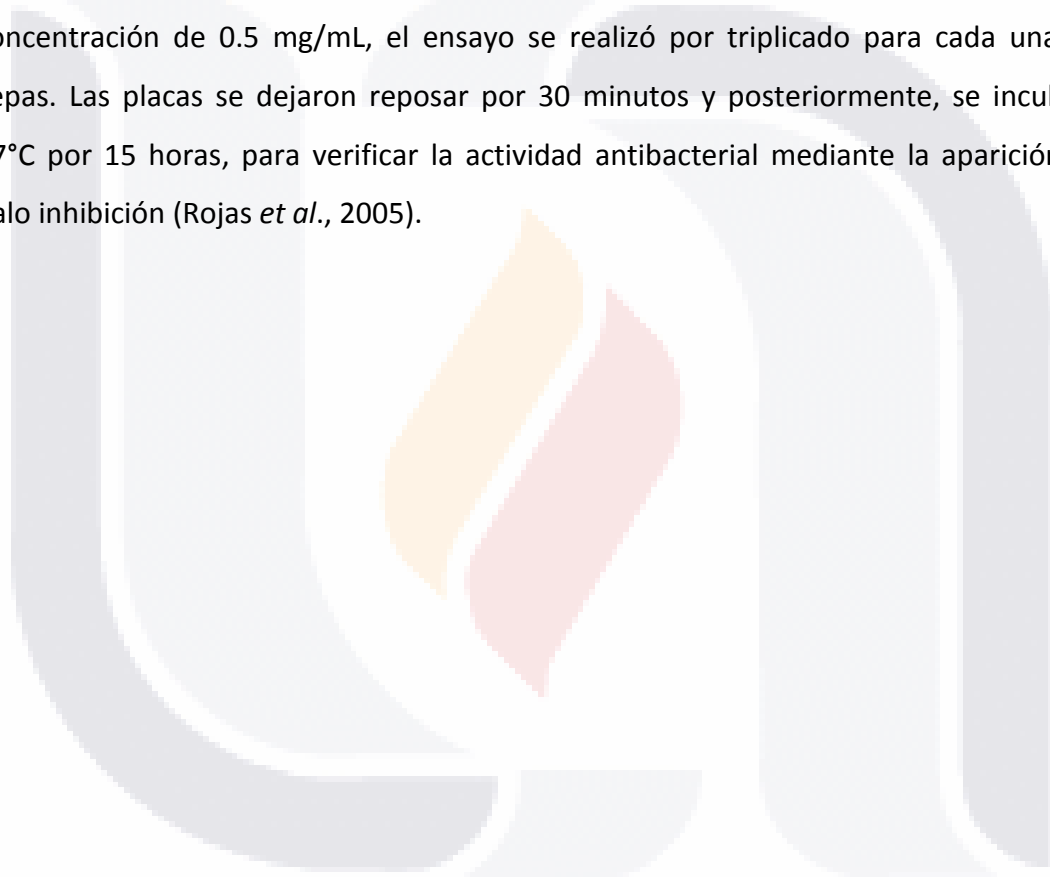 oncentración de 0.5 mg/mL, el ensayo se realizó por triplicado para cada una
epas. Las placas se dejaron reposar por 30 minutos y posteriormente, se incul
7°C por 15 horas, para verificar la actividad antibacterial mediante la aparición
alo inhibición (Rojas et al., 2005).